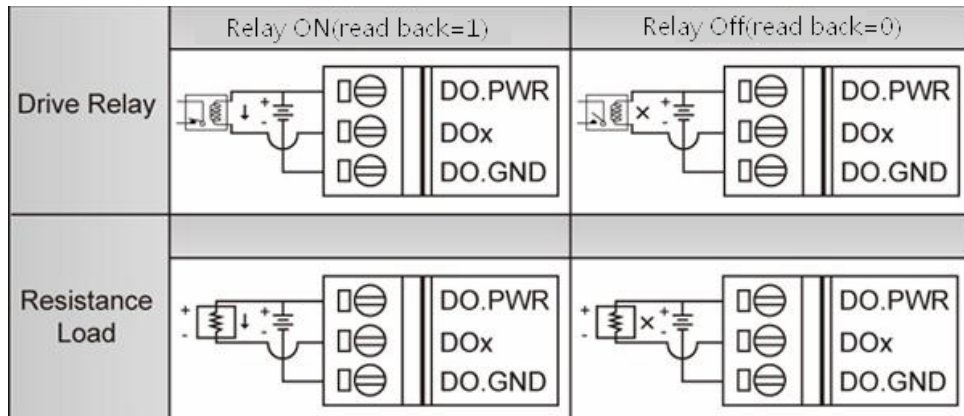 Relay ON(read back=1)
Relay Off(read back=0)
Drive Relay
+
-
DO.PWR
DOx
DO.GND
+
-
DO.PWR
DOx
DO.GND
Resistance
Load
+
-
+
-
DO.PWR
DOx
DO.GND
+
-
+
-
DO.PWR
DOx
DO.GND